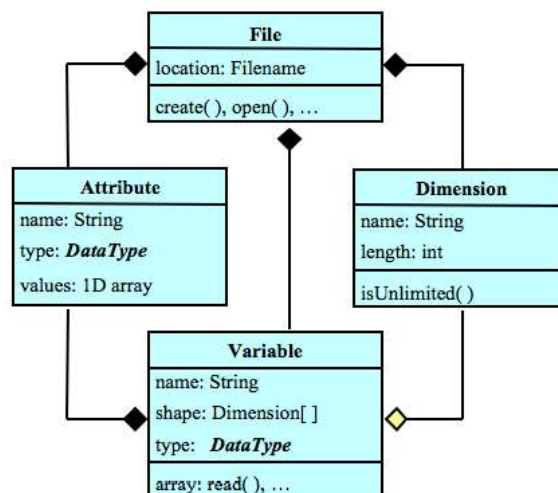 File
location: Filename
create( ), open( ), …
Attribute
name: String
type: DataType
values: 1D array
Dimension
name: String
length: int
isUnlimited( )
Variable
name: String
shape: Dimension[ ]
type: DataType
array: read( ), …